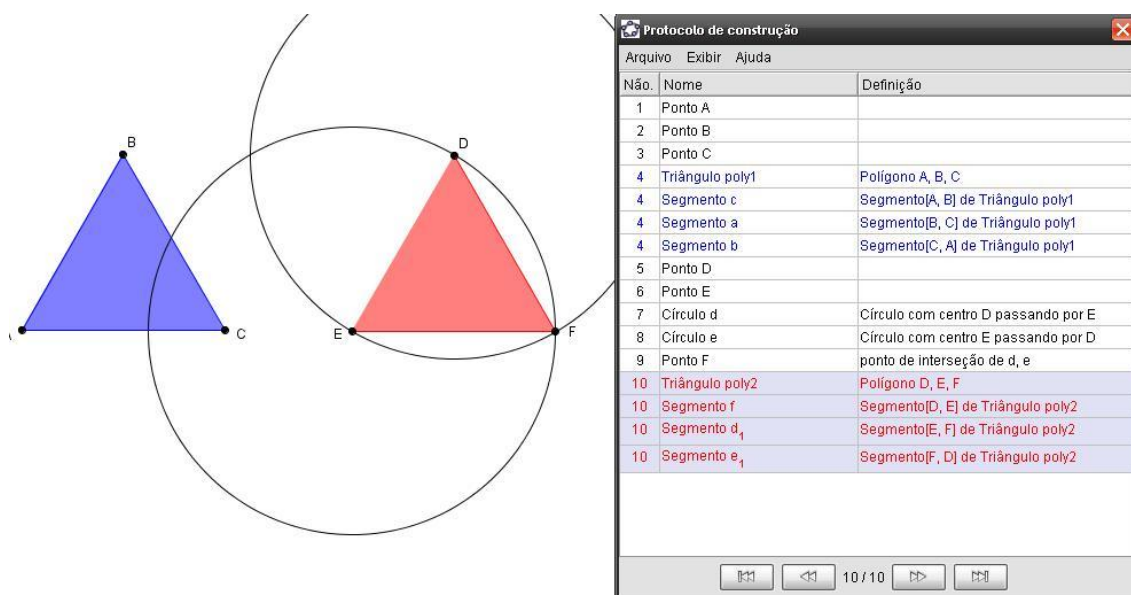 B
C
D
E
F
Protocolo de construção
Arquivo Exibir Ajuda
Não. Nome Definição
1 Ponto A
2 Ponto B
3 Ponto C
4 Triângulo poly1 Polígono A, B, C
4 Segmento c Segmento[A, B] de Triângulo poly1
4 Segmento a Segmento[B, C] de Triângulo poly1
4 Segmento b Segmento[C, A] de Triângulo poly1
5 Ponto D
6 Ponto E
7 Círculo d Círculo com centro D passando por E
8 Círculo e Círculo com centro E passando por D
9 Ponto F ponto de interseção de d, e
10 Triângulo poly2 Polígono D, E, F
10 Segmento f Segmento[D, E] de Triângulo poly2
10 Segmento d₁ Segmento[E, F] de Triângulo poly2
10 Segmento e₁ Segmento[F, D] de Triângulo poly2
10 / 10